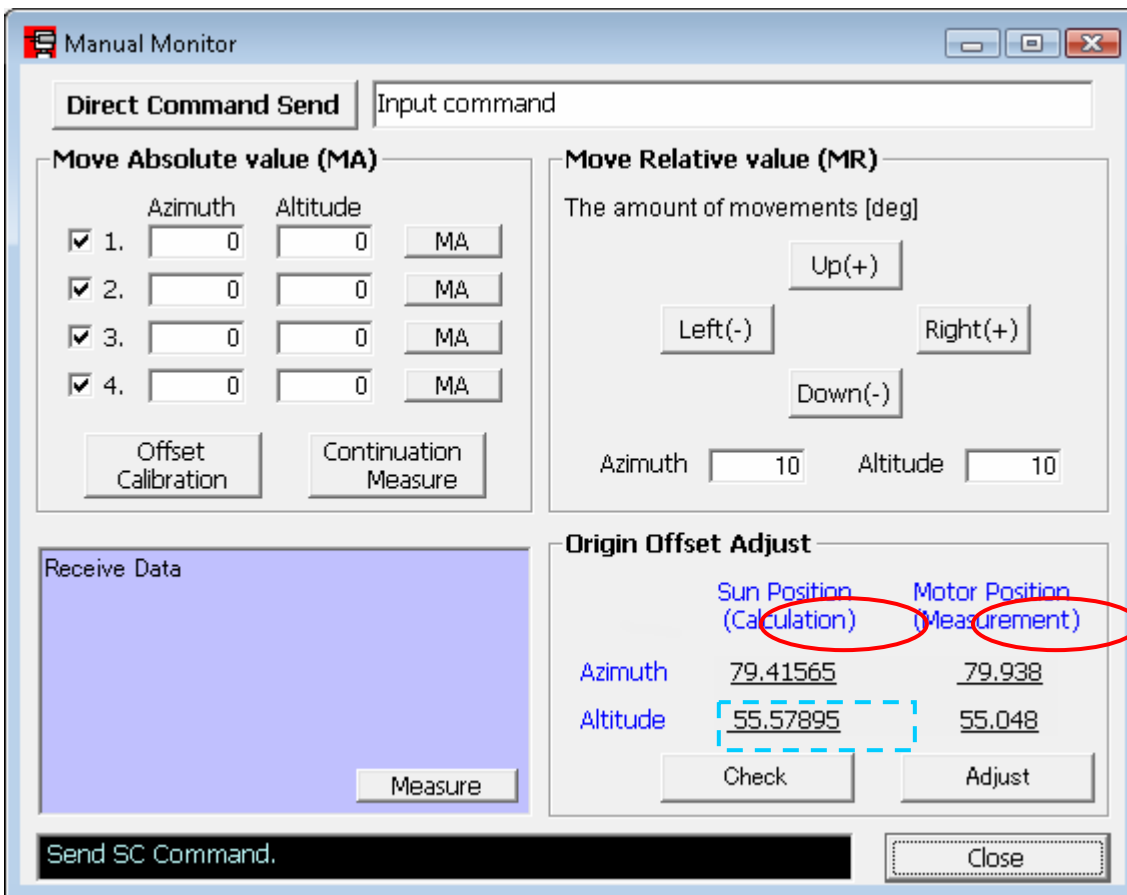 Manual Monitor
Direct Command Send
Input command
Move Absolute value (MA)
Azimuth Altitude
1. 0 0 MA
2. 0 0 MA
3. 0 0 MA
4. 0 0 MA
Offset
Calibration
Continuation
Measure
Move Relative value (MR)
The amount of movements [deg]
Up(+)
Left(-) Right(+)
Down(-)
Azimuth 10 Altitude 10
Receive Data
Measure
Origin Offset Adjust
Sun Position
(Calculation)
Motor Position
(Measurement)
Azimuth 79.41565 79.938
Altitude 55.57895 55.048
Check Adjust
Send SC Command.
Close